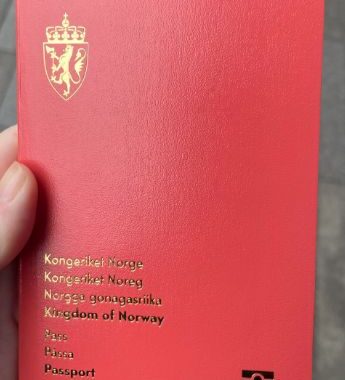 Kongeriket Norge
Kongeriket Noreg
Norgga gonagasriika
Kingdom of Norway
Pass
Passa
Passport